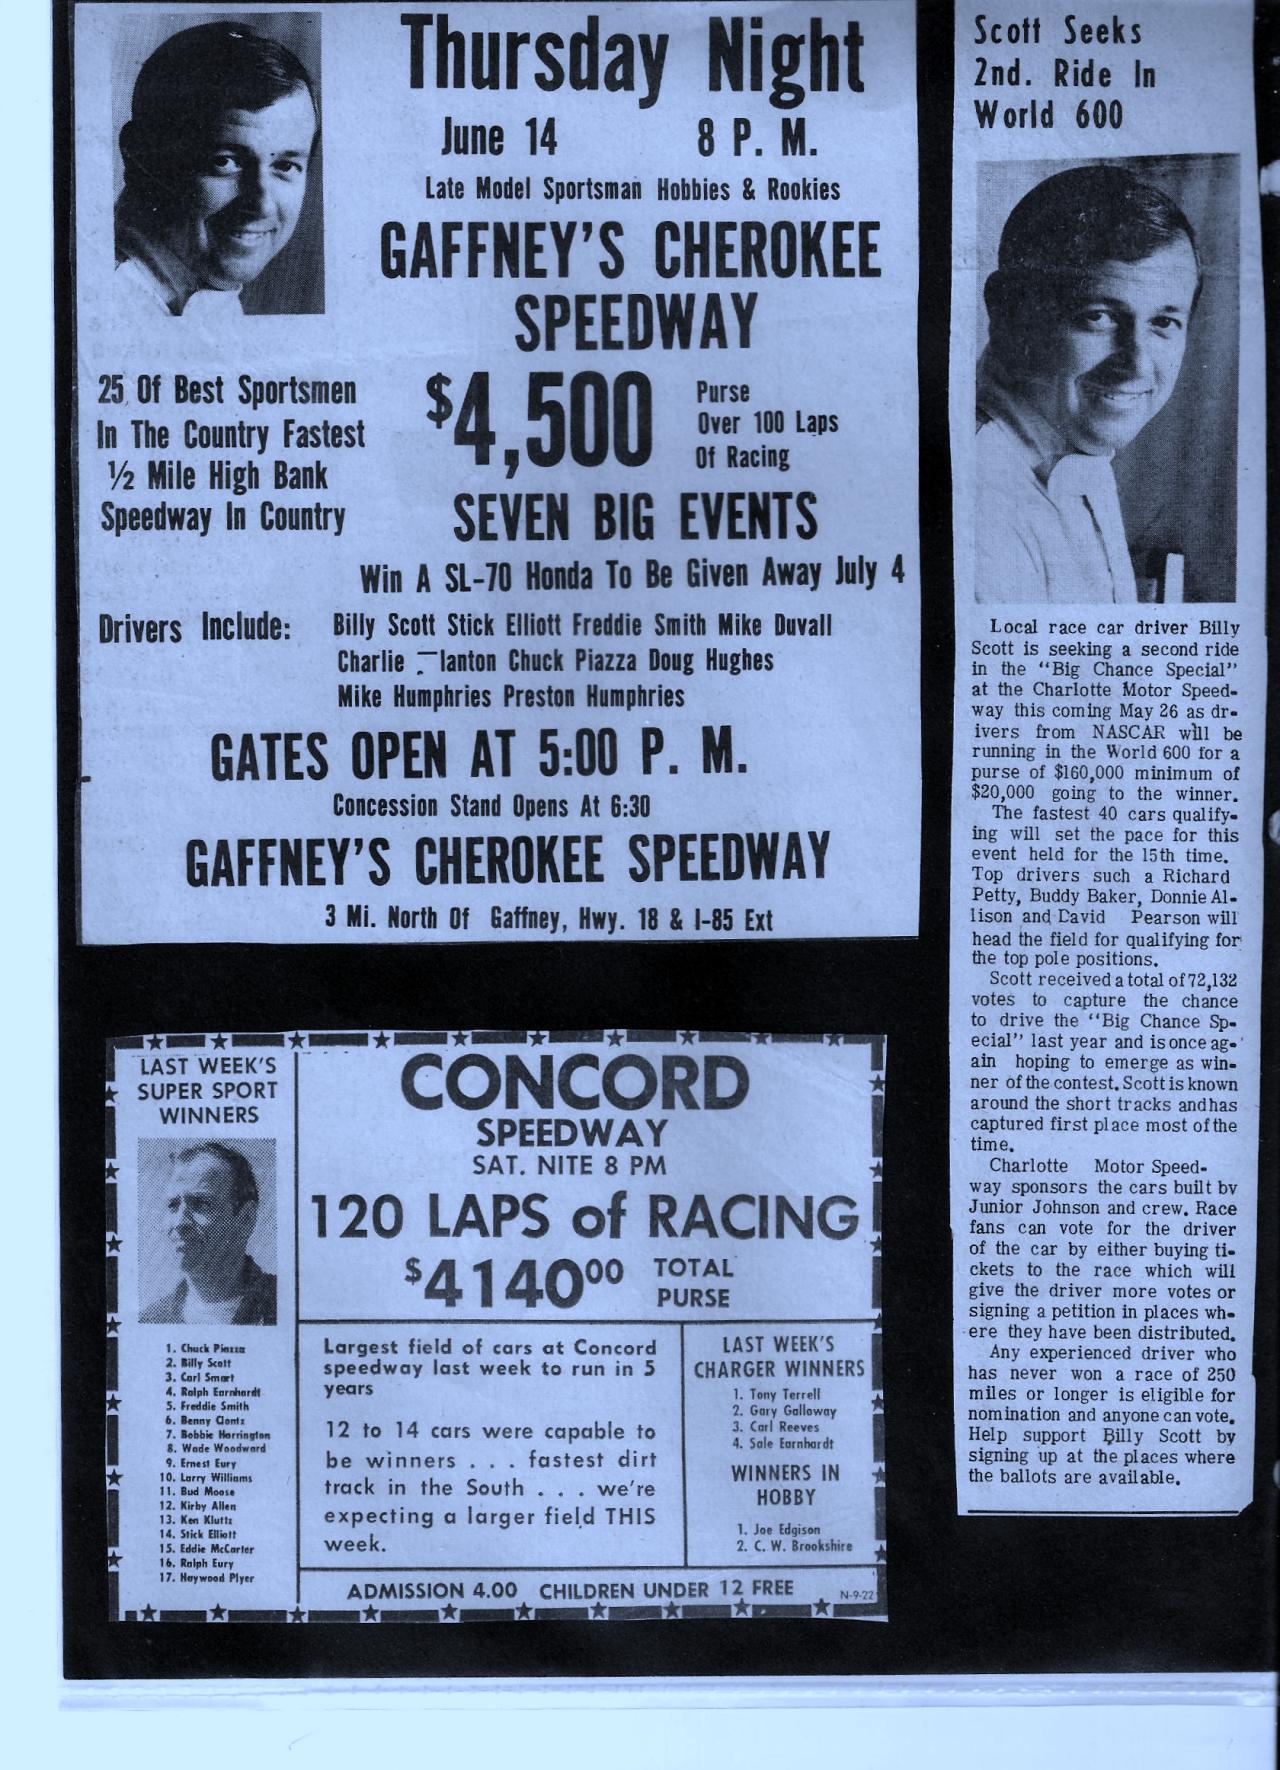 Thursday Night
June 14 8 P. M.
Late Model Sportsman Hobbies & Rookies
GAFFNEY'S CHEROKEE
SPEEDWAY
25 Of Best Sportsmen
In The Country Fastest
½ Mile High Bank
Speedway In Country
$4,500
Purse
Over 100 Laps
Of Racing
SEVEN BIG EVENTS
Win A SL-70 Honda To Be Given Away July 4
Drivers Include: Billy Scott Stick Elliott Freddie Smith Mike Duvall
Charlie lanton Chuck Piazza Doug Hughes
Mike Humphries Preston Humphries
GATES OPEN AT 5:00 P. M.
Concession Stand Opens At 6:30
GAFFNEY'S CHEROKEE SPEEDWAY
3 Mi. North Of Gaffney, Hwy. 18 & I-85 Ext
LAST WEEK'S
SUPER SPORT
WINNERS
1. Chuck Piazza
2. Billy Scott
3. Carl Smart
4. Ralph Earnhardt
5. Freddie Smith
6. Benny Clontz
7. Bobbie Harrington
8. Wade Woodward
9. Ernest Eury
10. Larry Williams
11. Bud Moose
12. Kirby Allen
13. Ken Kluttz
14. Stick Elliott
15. Eddie McCarter
16. Ralph Eury
17. Haywood Plyer
CONCORD
SPEEDWAY
SAT. NITE 8 PM
120 LAPS of RACING
$4140⁰⁰ TOTAL
PURSE
Largest field of cars at Concord
speedway last week to run in 5
years
12 to 14 cars were capable to
be winners . . . fastest dirt
track in the South . . . we're
expecting a larger field THIS
week.
LAST WEEK'S
CHARGER WINNERS
1. Tony Terrell
2. Gary Galloway
3. Carl Reeves
4. Sale Earnhardt
WINNERS IN
HOBBY
1. Joe Edgison
2. C. W. Brookshire
ADMISSION 4.00 CHILDREN UNDER 12 FREE N-9-22
Scott Seeks
2nd. Ride In
World 600
Local race car driver Billy
Scott is seeking a second ride
in the "Big Chance Special"
at the Charlotte Motor Speed-
way this coming May 26 as dr-
ivers from NASCAR will be
running in the World 600 for a
purse of $160,000 minimum of
$20,000 going to the winner.
The fastest 40 cars qualify-
ing will set the pace for this
event held for the 15th time.
Top drivers such a Richard
Petty, Buddy Baker, Donnie Al-
lison and David Pearson will
head the field for qualifying for
the top pole positions.
Scott received a total of 72,132
votes to capture the chance
to drive the "Big Chance Sp-
ecial" last year and is once ag-
ain hoping to emerge as win-
ner of the contest. Scott is known
around the short tracks and has
captured first place most of the
time.
Charlotte Motor Speed-
way sponsors the cars built by
Junior Johnson and crew. Race
fans can vote for the driver
of the car by either buying ti-
ckets to the race which will
give the driver more votes or
signing a petition in places wh-
ere they have been distributed.
Any experienced driver who
has never won a race of 250
miles or longer is eligible for
nomination and anyone can vote.
Help support Billy Scott by
signing up at the places where
the ballots are available.